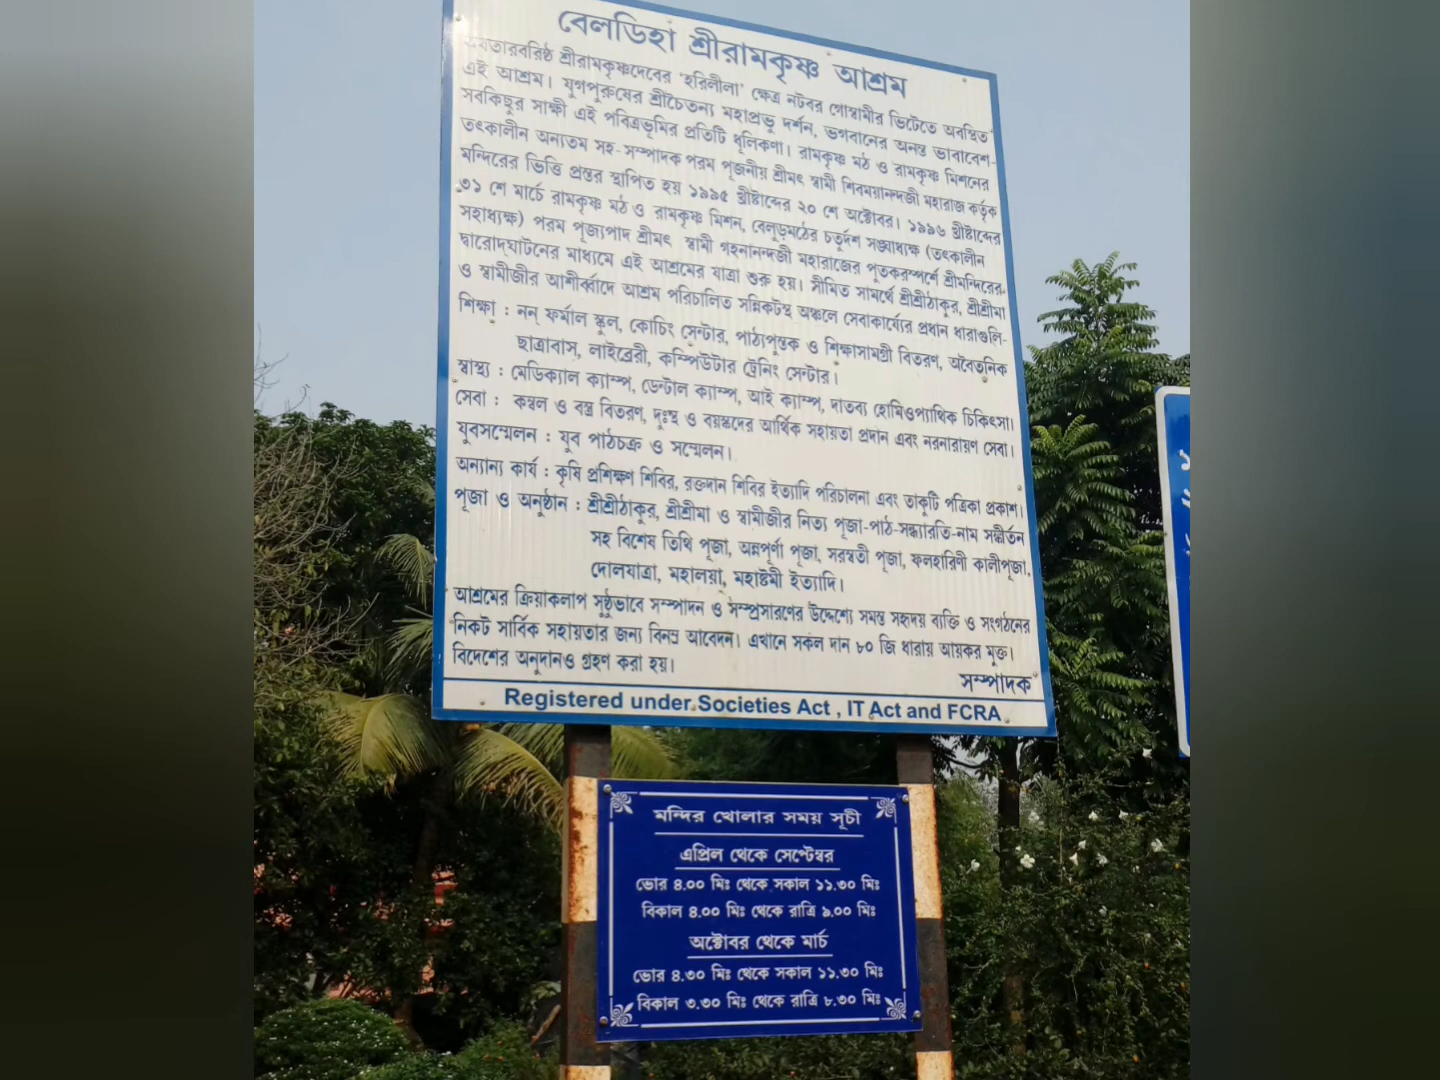 বেলডিহা শ্রীরামকৃষ্ণ আশ্রম
শ্রীরামকৃষ্ণদেবের ‘হরিলীলা’ ক্ষেত্র নটবর গোস্বামীর ভিটেতে অবস্থিত
এই আশ্রম। যুগপুরুষের শ্রীচৈতন্য মহাপ্রভু দর্শন, ভগবানের অনন্ত ভাবাবেশ-
সবকিছুর সাক্ষী এই পবিত্রভূমির প্রতিটি ধূলিকণা। রামকৃষ্ণ মঠ ও রামকৃষ্ণ মিশনের
তৎকালীন অন্যতম সহ-সম্পাদক পরম পূজনীয় শ্রীমৎ স্বামী শিবময়ানন্দজী মহারাজ কর্তৃক
মন্দিরের ভিত্তি প্রস্তর স্থাপিত হয় ১৯৯৫ খ্রীষ্টাব্দের ২০ শে অক্টোবর। ১৯৯৬ খ্রীষ্টাব্দের
৩১ শে মার্চে রামকৃষ্ণ মঠ ও রামকৃষ্ণ মিশন, বেলুড়মঠের চতুর্দশ সঙ্ঘাধ্যক্ষ (তৎকালীন
সহাধ্যক্ষ) পরম পূজ্যপাদ শ্রীমৎ স্বামী গহনানন্দজী মহারাজের পূতকরস্পর্শে শ্রীমন্দিরের
দ্বারোদ্ঘাটনের মাধ্যমে এই আশ্রমের যাত্রা শুরু হয়। সীমিত সামর্থে শ্রীশ্রীঠাকুর, শ্রীশ্রীমা
ও স্বামীজীর আশীর্ব্বাদে আশ্রম পরিচালিত সন্নিকটস্থ অঞ্চলে সেবাকার্য্যের প্রধান ধারাগুলি-
শিক্ষা : নন্ ফর্মাল স্কুল, কোচিং সেন্টার, পাঠ্যপুস্তক ও শিক্ষাসামগ্রী বিতরণ, অবৈতনিক
ছাত্রাবাস, লাইব্রেরী, কম্পিউটার ট্রেনিং সেন্টার।
স্বাস্থ্য : মেডিক্যাল ক্যাম্প, ডেন্টাল ক্যাম্প, আই ক্যাম্প, দাতব্য হোমিওপ্যাথিক চিকিৎসা।
সেবা : কম্বল ও বস্ত্র বিতরণ, দুঃস্থ ও বয়স্কদের আর্থিক সহায়তা প্রদান এবং নরনারায়ণ সেবা।
যুবসম্মেলন : যুব পাঠচক্র ও সম্মেলন।
অন্যান্য কার্য : কৃষি প্রশিক্ষণ শিবির, রক্তদান শিবির ইত্যাদি পরিচালনা এবং তাকুটি পত্রিকা প্রকাশ।
পূজা ও অনুষ্ঠান : শ্রীশ্রীঠাকুর, শ্রীশ্রীমা ও স্বামীজীর নিত্য পূজা-পাঠ-সন্ধ্যারতি-নাম সঙ্কীর্তন
সহ বিশেষ তিথি পূজা, অন্নপূর্ণা পূজা, সরস্বতী পূজা, ফলহারিণী কালীপূজা,
দোলযাত্রা, মহালয়া, মহাষ্টমী ইত্যাদি।
আশ্রমের ক্রিয়াকলাপ সুষ্ঠুভাবে সম্পাদন ও সম্প্রসারণের উদ্দেশ্যে সমস্ত সহৃদয় ব্যক্তি ও সংগঠনের
নিকট সার্বিক সহায়তার জন্য বিনম্র আবেদন। এখানে সকল দান ৮০ জি ধারায় আয়কর মুক্ত।
বিদেশের অনুদানও গ্রহণ করা হয়।
সম্পাদক
Registered under Societies Act , IT Act and FCRA
মন্দির খোলার সময় সূচী
এপ্রিল থেকে সেপ্টেম্বর
ভোর ৪.০০ মিঃ থেকে সকাল ১১.৩০ মিঃ
বিকাল ৪.০০ মিঃ থেকে রাত্রি ৯.০০ মিঃ
অক্টোবর থেকে মার্চ
ভোর ৪.৩০ মিঃ থেকে সকাল ১১.৩০ মিঃ
বিকাল ৩.৩০ মিঃ থেকে রাত্রি ৮.৩০ মিঃ